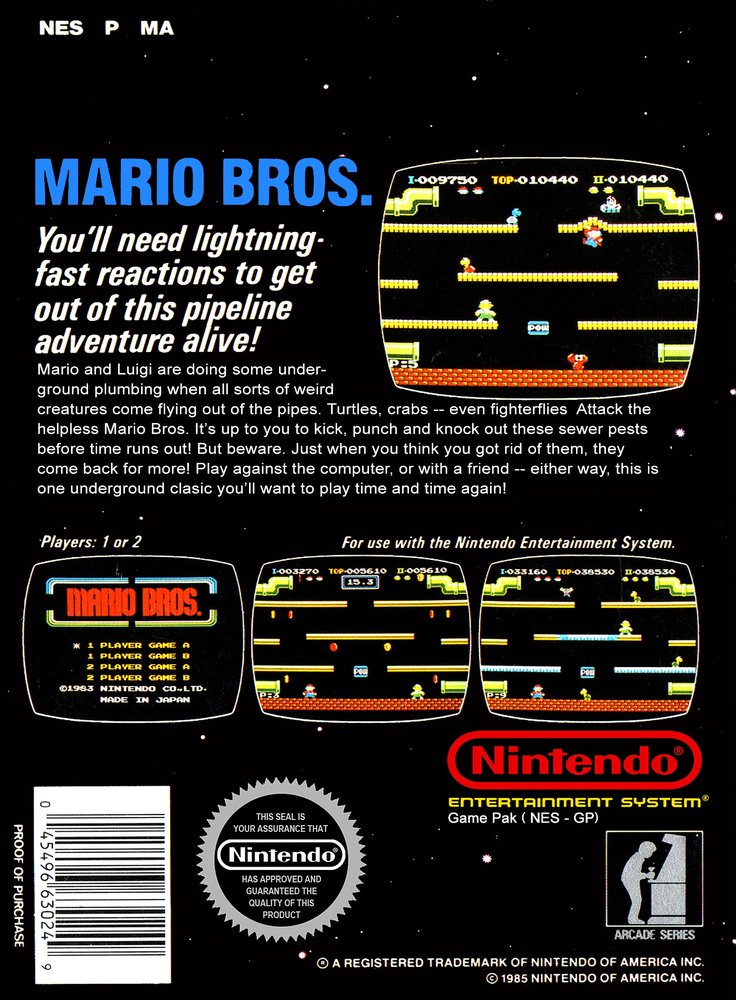 NES P MA
MARIO BROS.
You'll need lightning-
fast reactions to get
out of this pipeline
adventure alive!
Mario and Luigi are doing some under-
ground plumbing when all sorts of weird
creatures come flying out of the pipes. Turtles, crabs -- even fighterflies Attack the
helpless Mario Bros. It's up to you to kick, punch and knock out these sewer pests
before time runs out! But beware. Just when you think you got rid of them, they
come back for more! Play against the computer, or with a friend -- either way, this is
one underground clasic you'll want to play time and time again!
I-009750 TOP-010440 II-010440
POW
P=5
Players: 1 or 2
For use with the Nintendo Entertainment System.
MARIO BROS.
* 1 PLAYER GAME A
1 PLAYER GAME B
2 PLAYER GAME A
2 PLAYER GAME B
©1983 NINTENDO CO.,LTD.
MADE IN JAPAN
I-003270 TOP-005610 II-005610
15.3
POW
P=3
I-033160 TOP-038530 II-038530
POW
P=9
Nintendo®
ENTERTAINMENT SYSTEM®
Game Pak ( NES - GP)
ARCADE SERIES
THIS SEAL IS
YOUR ASSURANCE THAT
Nintendo®
HAS APPROVED AND
GUARANTEED THE
QUALITY OF THIS
PRODUCT
PROOF OF PURCHASE
0 45496 63024 9
® A REGISTERED TRADEMARK OF NINTENDO OF AMERICA INC.
© 1985 NINTENDO OF AMERICA INC.